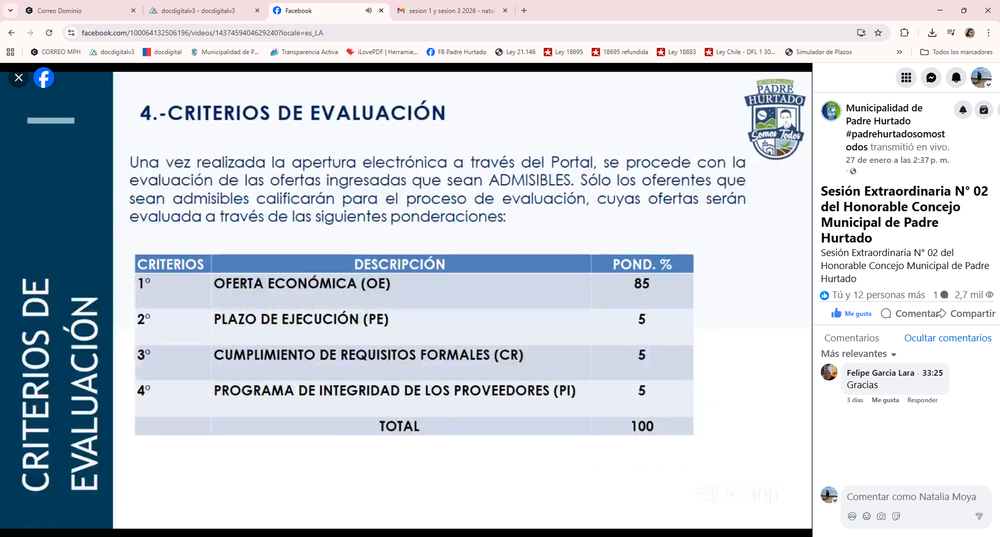 Correo Dominio
docdigitalv3 - docdigitalv3
Facebook
sesion 1 y sesion 3 2026 - natal
facebook.com/100064132506196/videos/1437459404629240?locale=es_LA
CORREO MPH
docdigitalv3
docdigital
Municipalidad de P...
Transparencia Activa
iLovePDF | Herramie...
FB Padre Hurtado
Ley 21.146
Ley 18695
18695 refundida
Ley 18883
Ley Chile - DFL 1 30...
Simulador de Plazos
Todos los marcadores
CRITERIOS DE
EVALUACIÓN
4.-CRITERIOS DE EVALUACIÓN
MUNICIPALIDAD
PADRE
HURTADO
Somos Todos
Una vez realizada la apertura electrónica a través del Portal, se procede con la
evaluación de las ofertas ingresadas que sean ADMISIBLES. Sólo los oferentes que
sean admisibles calificarán para el proceso de evaluación, cuyas ofertas serán
evaluada a través de las siguientes ponderaciones:
CRITERIOS DESCRIPCIÓN POND. %
1° OFERTA ECONÓMICA (OE) 85
2° PLAZO DE EJECUCIÓN (PE) 5
3° CUMPLIMIENTO DE REQUISITOS FORMALES (CR) 5
4° PROGRAMA DE INTEGRIDAD DE LOS PROVEEDORES (PI) 5
TOTAL 100
zoom
Municipalidad de
Padre Hurtado
#padrehurtadosomost
odos transmitió en vivo.
27 de enero a las 2:37 p. m.
·
Sesión Extraordinaria N° 02
del Honorable Concejo
Municipal de Padre
Hurtado
Sesión Extraordinaria N° 02 del
Honorable Concejo Municipal de Padre
Hurtado
Tú y 12 personas más 1 2,7 mil
Me gusta Comentar Compartir
Comentarios Ocultar comentarios
Más relevantes
Felipe Garcia Lara · 33:25
Gracias
3 días Me gusta Responder
Comentar como Natalia Moya